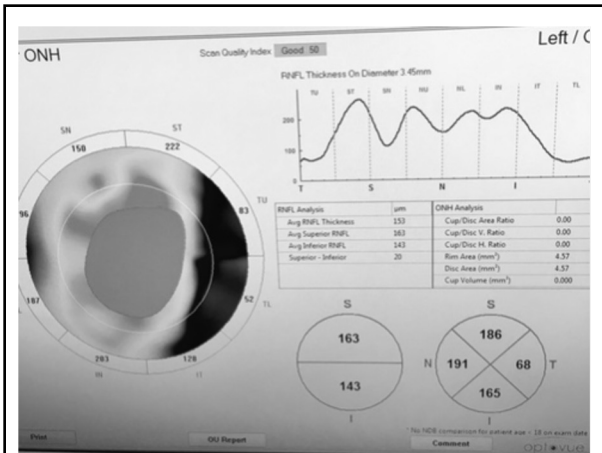 ONH
Scan Quality Index Good 50
Left /
RNFL Thickness On Diameter 3.45mm
TU ST SN NU NL IN IT TL
200
100
0
T S N I
SN ST
150 222
TU
96 83
187 52
TL
203 128
IN IT
RNFL Analysis µm
Avg RNFL Thickness 153
Avg Superior RNFL 163
Avg Inferior RNFL 143
Superior - Inferior 20
ONH Analysis
Cup/Disc Area Ratio 0.00
Cup/Disc V. Ratio 0.00
Cup/Disc H. Ratio 0.00
Rim Area (mm²) 4.57
Disc Area (mm²) 4.57
Cup Volume (mm³) 0.000
S
163
143
I
S
186
N 191 68 T
165
I
* No NDB comparison for patient age < 18 on exam date
Print
OU Report
Comment
optovue